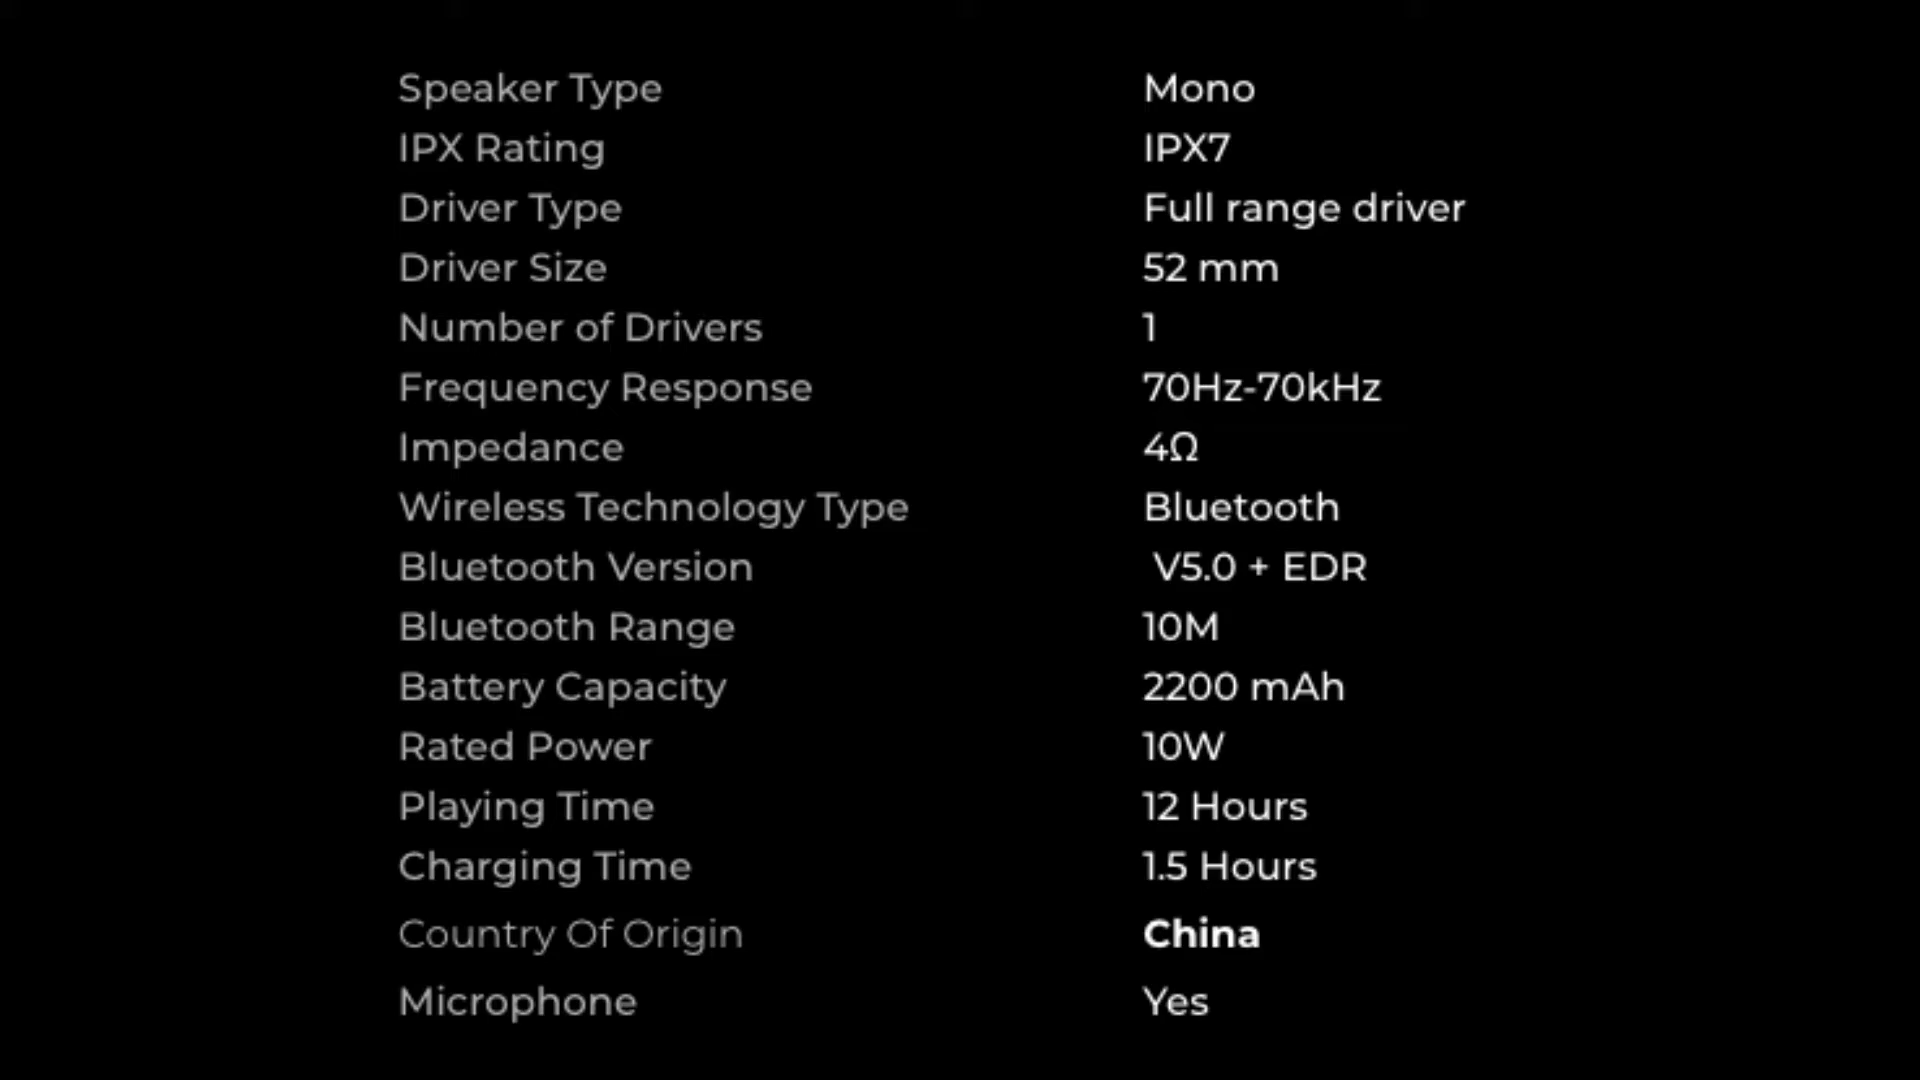 Speaker Type Mono
IPX Rating IPX7
Driver Type Full range driver
Driver Size 52 mm
Number of Drivers 1
Frequency Response 70Hz-70kHz
Impedance 4Ω
Wireless Technology Type Bluetooth
Bluetooth Version V5.0 + EDR
Bluetooth Range 10M
Battery Capacity 2200 mAh
Rated Power 10W
Playing Time 12 Hours
Charging Time 1.5 Hours
Country Of Origin China
Microphone Yes